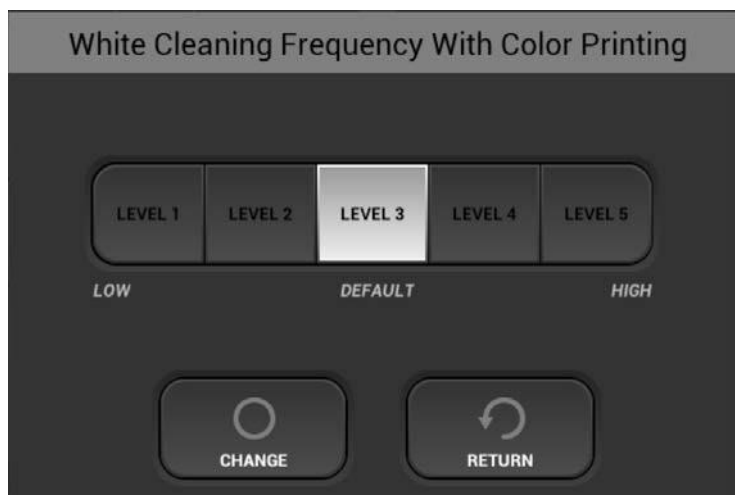 White Cleaning Frequency With Color Printing
LEVEL 1 LEVEL 2 LEVEL 3 LEVEL 4 LEVEL 5
LOW DEFAULT HIGH
CHANGE RETURN